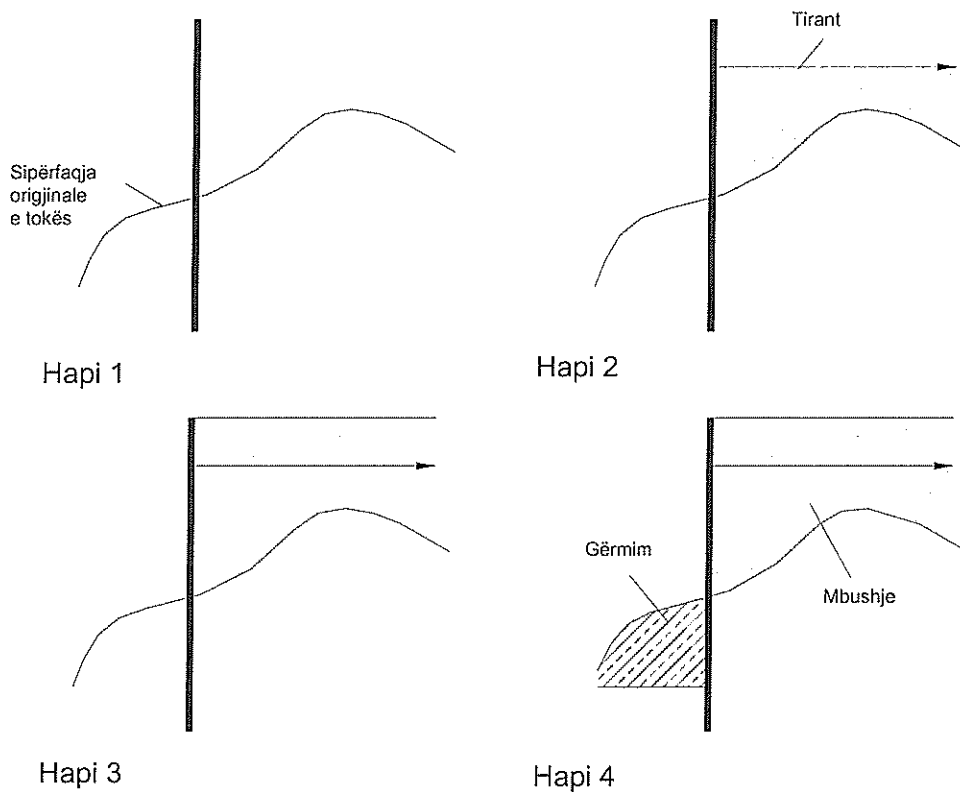 Sipërfaqja
origjinale
e tokës
Hapi 1
Tirant
Hapi 2
Hapi 3
Gërmim
Mbushje
Hapi 4